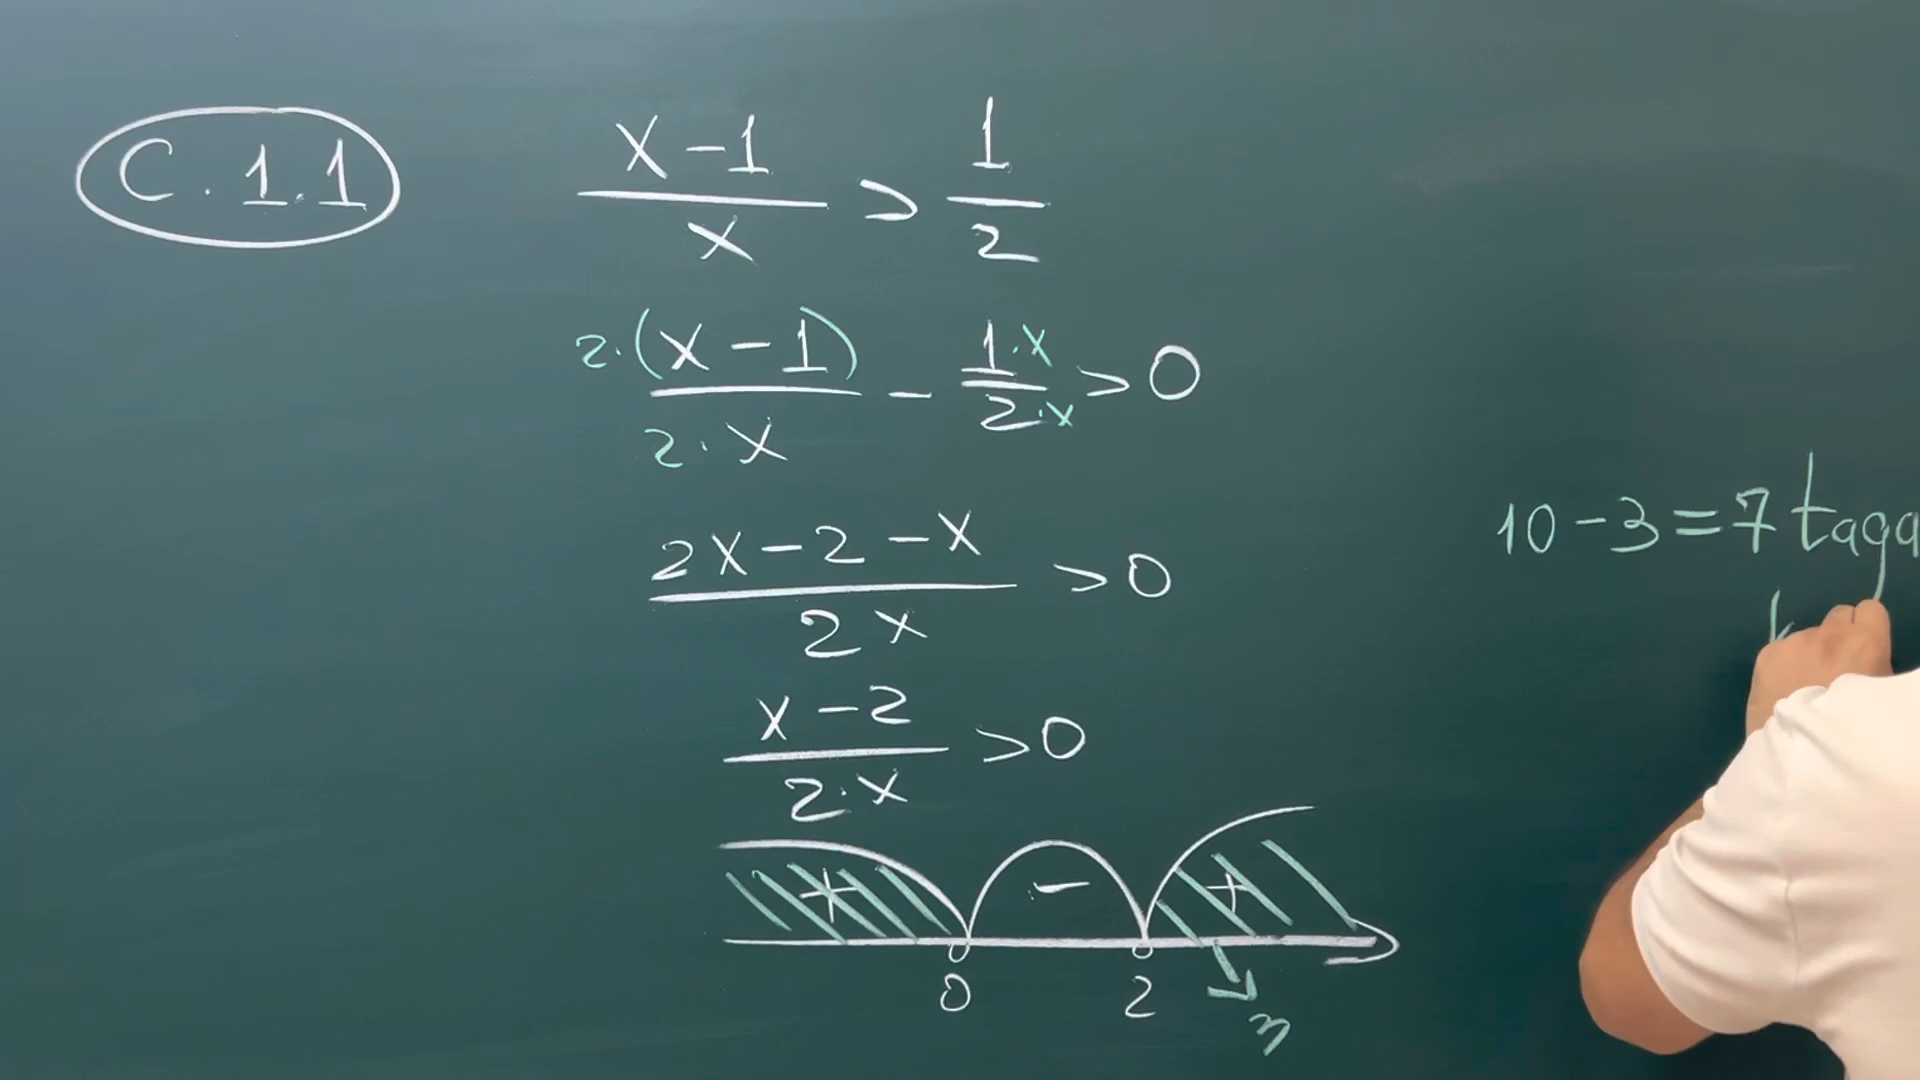 C.1.1
x-1/x > 1/2
2·(x-1)/2·x - 1·x/2·x > 0
2x-2-x/2x > 0
x-2/2·x > 0
+ - +
0 2
3
10-3=7 taga